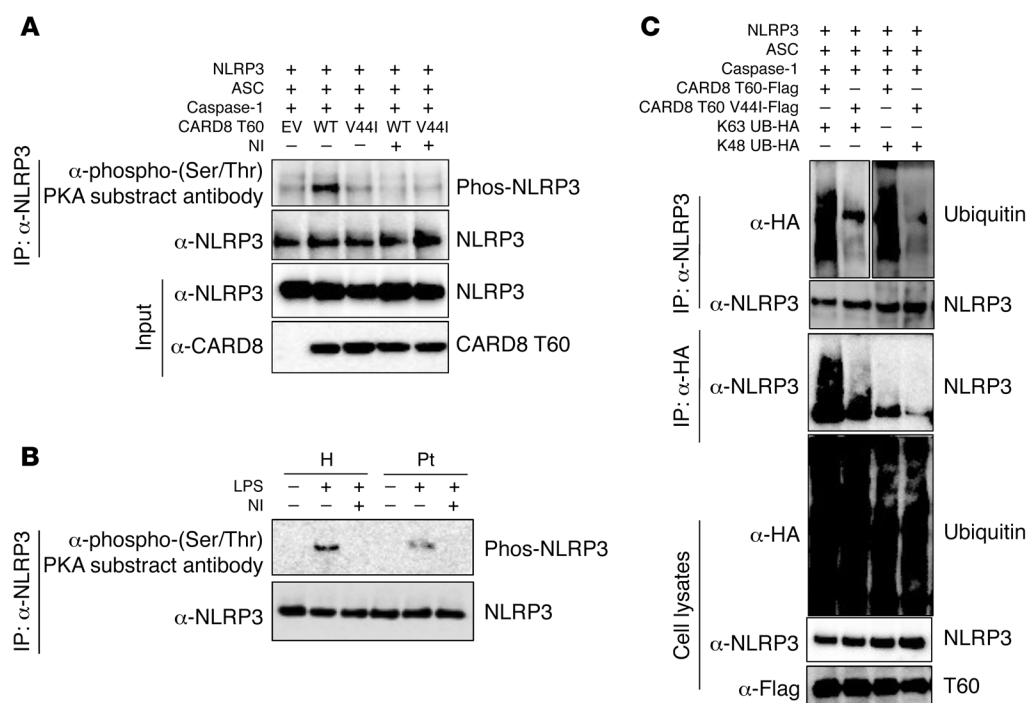 A
NLRP3 + + + + +
ASC + + + + +
Caspase-1 + + + + +
CARD8 T60 EV WT V44I WT V44I
NI – – – + +
IP: α-NLRP3
α-phospho-(Ser/Thr)
PKA substract antibody
Phos-NLRP3
α-NLRP3 NLRP3
Input
α-NLRP3 NLRP3
α-CARD8 CARD8 T60
B
H Pt
LPS – + + – + +
NI + +
IP: α-NLRP3
α-phospho-(Ser/Thr)
PKA substract antibody
Phos-NLRP3
α-NLRP3 NLRP3
C
NLRP3 + + + +
ASC + + + +
Caspase-1 + + + +
CARD8 T60-Flag + – + –
CARD8 T60 V44I-Flag – + – +
K63 UB-HA + + – –
K48 UB-HA – – + +
IP: α-NLRP3
α-HA Ubiquitin
α-NLRP3 NLRP3
IP: α-HA
α-NLRP3 NLRP3
Cell lysates
α-HA Ubiquitin
α-NLRP3 NLRP3
α-Flag T60